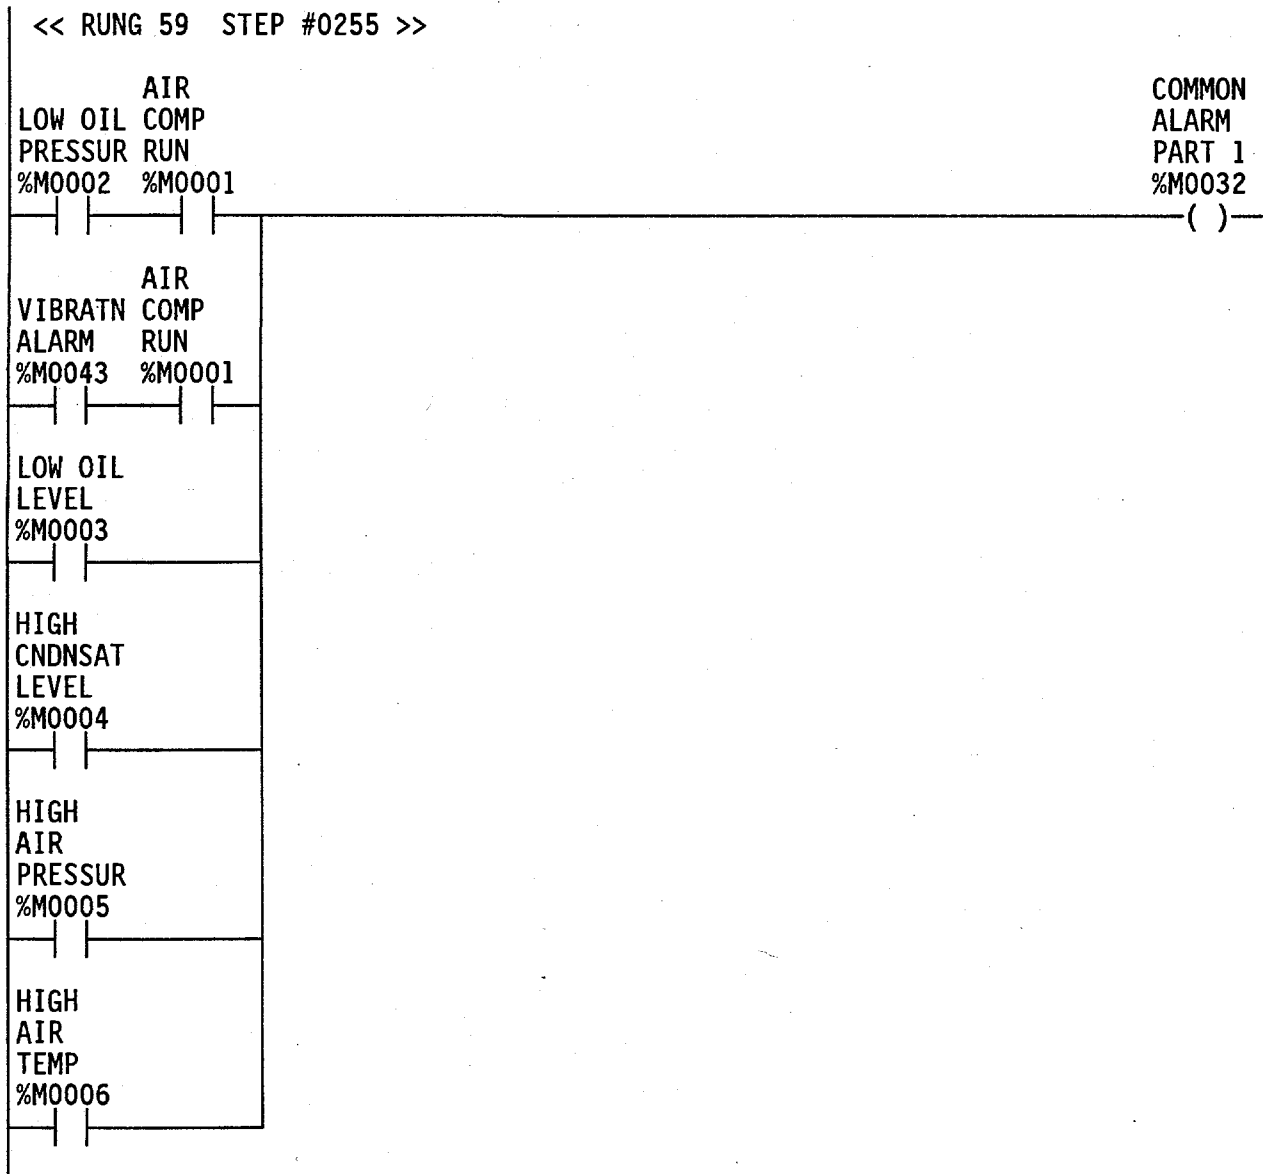 << RUNG 59 STEP #0255 >>
AIR
LOW OIL COMP
PRESSUR RUN
%M0002 %M0001
COMMON
ALARM
PART 1
%M0032
( )
AIR
VIBRATN COMP
ALARM RUN
%M0043 %M0001
LOW OIL
LEVEL
%M0003
HIGH
CNDNSAT
LEVEL
%M0004
HIGH
AIR
PRESSUR
%M0005
HIGH
AIR
TEMP
%M0006